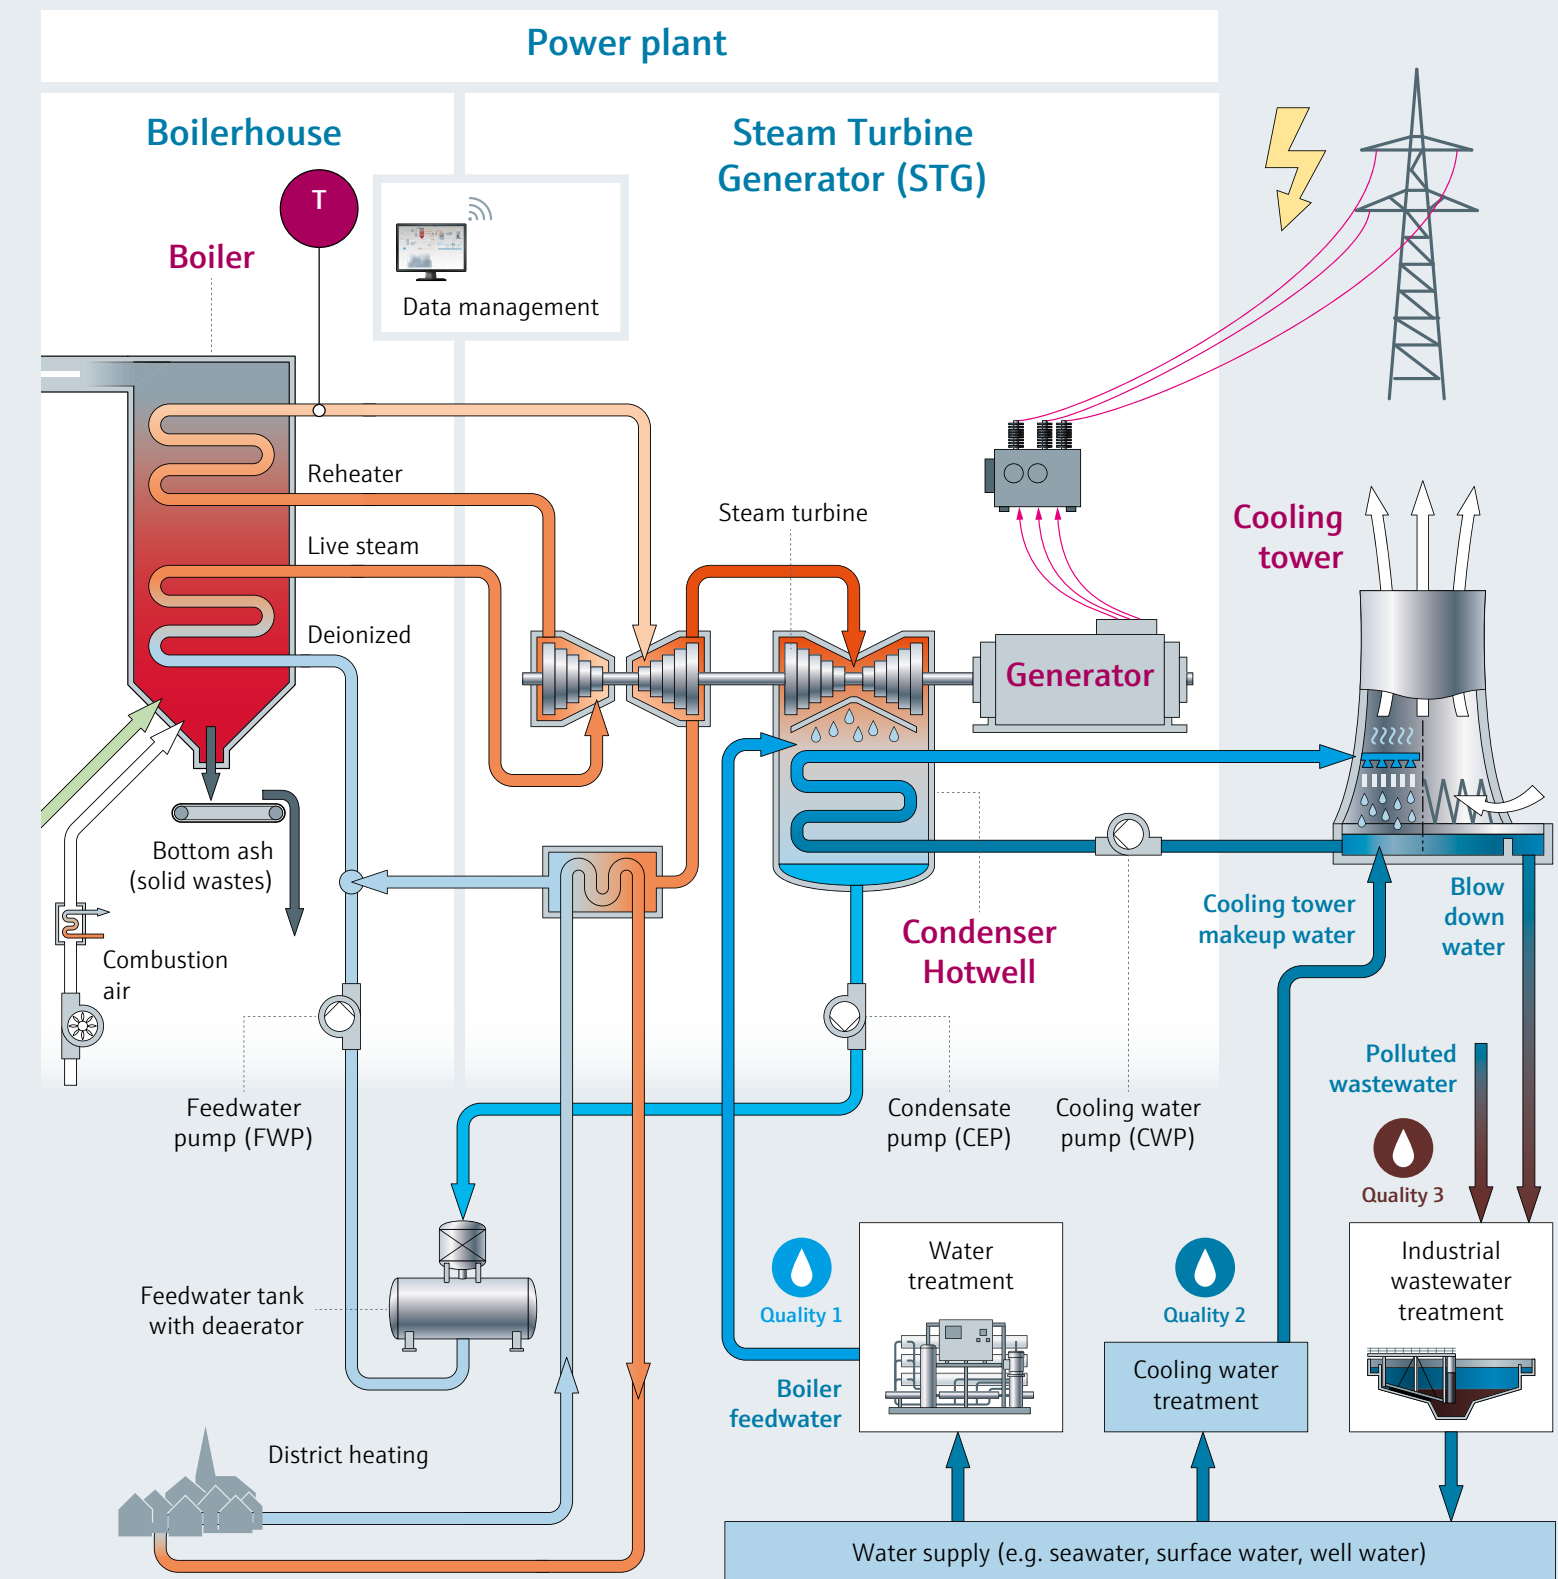 Power plant
Boilerhouse
Steam Turbine
Generator (STG)
T
Boiler
Data management
Reheater
Live steam
Deionized
Steam turbine
Generator
Cooling
tower
Bottom ash
(solid wastes)
Combustion
air
Condenser
Hotwell
Cooling tower
makeup water
Blow
down
water
Polluted
wastewater
Feedwater
pump (FWP)
Condensate
pump (CEP)
Cooling water
pump (CWP)
Quality 3
Feedwater tank
with deaerator
Quality 1
Water
treatment
Quality 2
Industrial
wastewater
treatment
Boiler
feedwater
Cooling water
treatment
District heating
Water supply (e.g. seawater, surface water, well water)